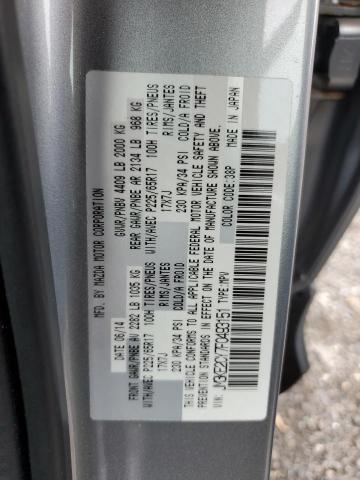 MFD. BY MAZDA MOTOR CORPORATION
DATE 06/14 GVWR/PNBV 4409 LB 2000 KG
FRONT GAWR/PNBE AV 2282 LB 1035 KG REAR GAWR/PNBE AR 2134 LB 968 KG
WITH/AVEC P225/65R17 100H TIRES/PNEUS WITH/AVEC P225/65R17 100H TIRES/PNEUS
17X7J RIMS/JANTES 17X7J RIMS/JANTES
230 KPA/34 PSI COLD/A FROID 230 KPA/34 PSI COLD/A FROID
THIS VEHICLE CONFORMS TO ALL APPLICABLE FEDERAL MOTOR VEHICLE SAFETY AND THEFT
PREVENTION STANDARDS IN EFFECT ON THE DATE OF MANUFACTURE SHOWN ABOVE.
TYPE:MPV COLOR CODE:38P
MADE IN JAPAN